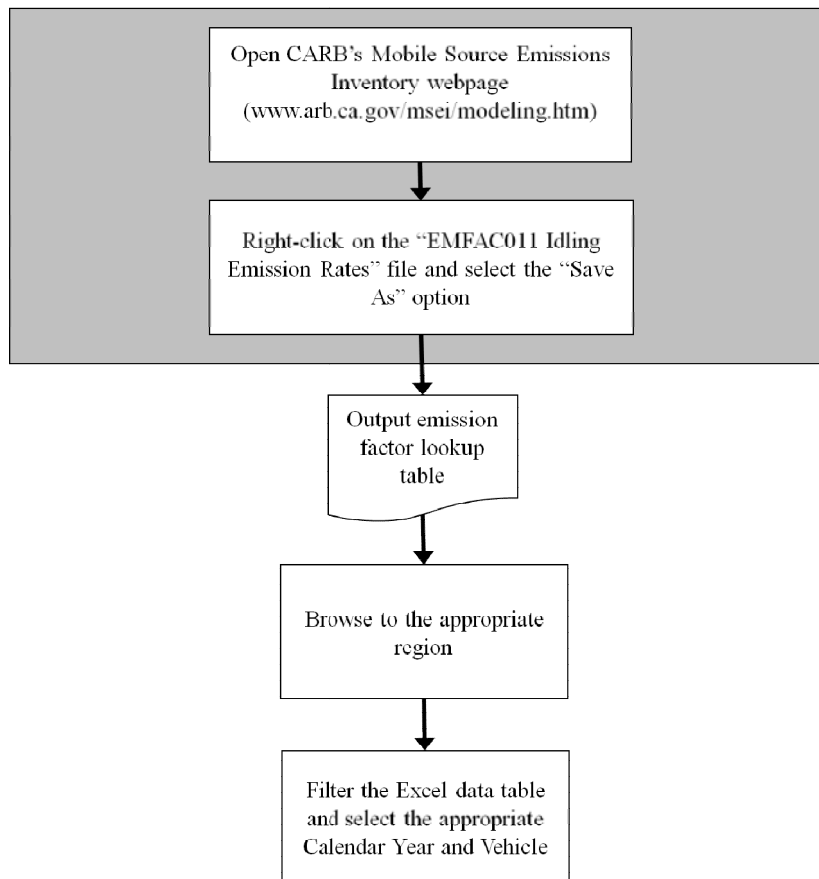 Open CARB's Mobile Source Emissions
Inventory webpage
(www.arb.ca.gov/msei/modeling.htm)
Right-click on the “EMFAC011 Idling
Emission Rates” file and select the “Save
As” option
Output emission
factor lookup
table
Browse to the appropriate
region
Filter the Excel data table
and select the appropriate
Calendar Year and Vehicle